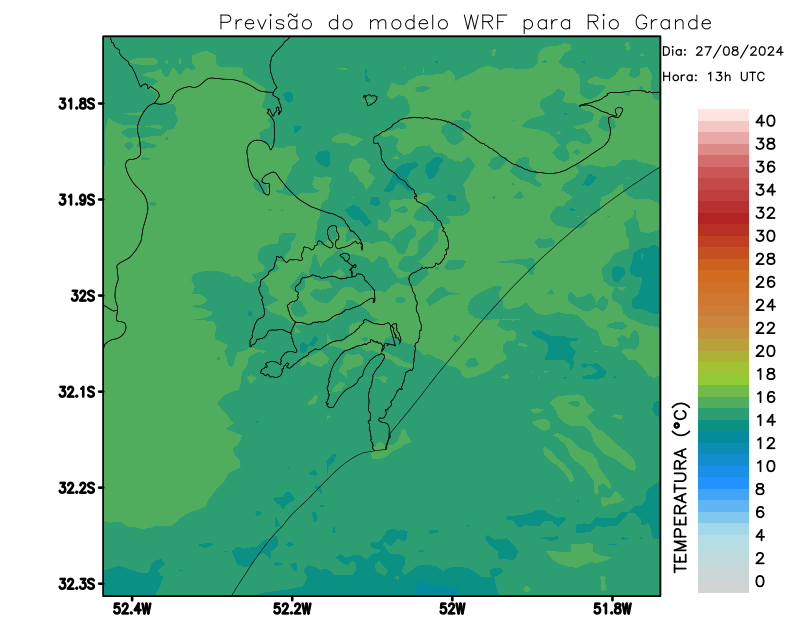 Previsão do modelo WRF para Rio Grande
Dia: 27/08/2024
Hora: 13h UTC
31.8S
31.9S
32S
32.1S
32.2S
32.3S
52.4W
52.2W
52W
51.8W
TEMPERATURA (°C)
40
38
36
34
32
30
28
26
24
22
20
18
16
14
12
10
8
6
4
2
0